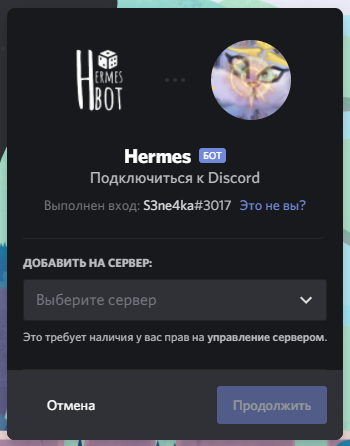 HERMES
BOT
Hermes БОТ
Подключиться к Discord
Выполнен вход: S3ne4ka#3017 Это не вы?
ДОБАВИТЬ НА СЕРВЕР:
Выберите сервер
Это требует наличия у вас прав на управление сервером.
Отмена Продолжить